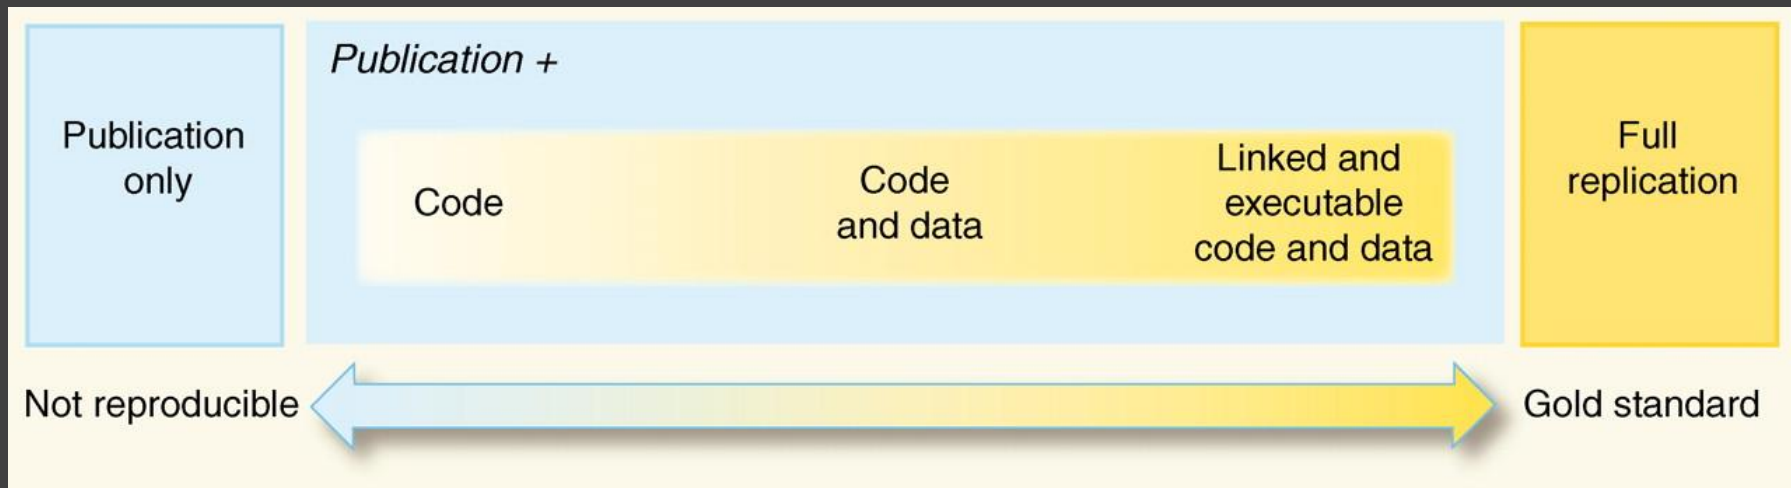 Publication
only
Publication +
Code
Code
and data
Linked and
executable
code and data
Full
replication
Not reproducible
Gold standard